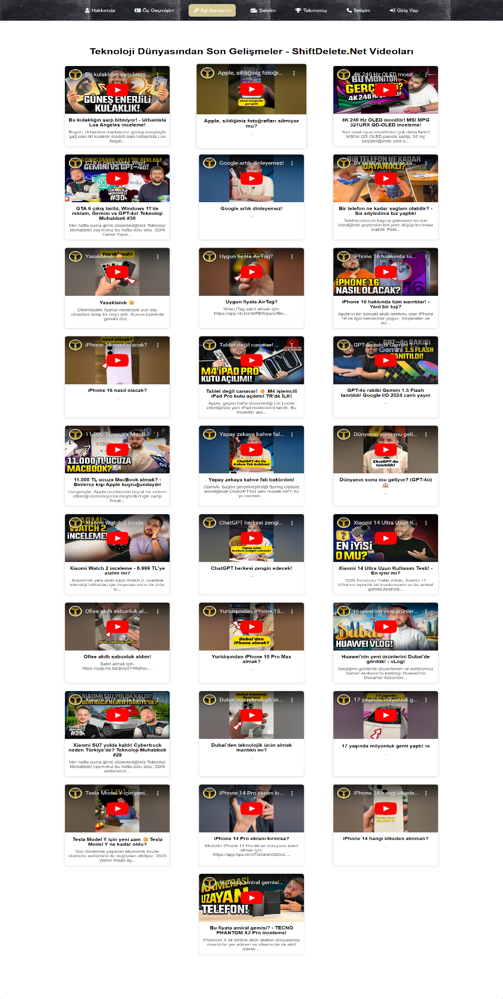 Hakkımda
Öz Geçmişim
İlgi Alanlarım
Şehrim
Takımımız
İletişim
Giriş Yap
Teknoloji Dünyasından Son Gelişmeler - ShiftDelete.Net Videoları
Bu kulaklığın şarjı bitmi...
GÜNEŞ ENERJİLİ
KULAKLIK!
Bu kulaklığın şarjı bitmiyor! - Urbanista
Los Angeles inceleme!
Bugün, Urbanista markasının güneş enerjisiyle
şarj olan iki kulaklık modeli olan Urbanista Los
Angel...
Apple, sildiğiniz fotoğr...
silinen fotoğraflar
geri geldi!
Apple, sildiğiniz fotoğrafları silmiyor
mu?
...
4K 240 Hz OLED monit...
BU MONİTÖR
GERÇEK Mİ?
4K 240 HZ OLED
4K 240 Hz OLED monitör! MSI MPG
321URX QD-OLED inceleme!
Yeni nesil oyun monitörleri çok daha farklı!
MSI'ın QD OLED panele sahip, 32 inç
büyüklüğünde yeni o...
GTA 6 çıkış tarihi, Wind...
GEMİNİ VS GPT-4o!
TEKNOLOJİ
MUHABBETİ
#30
GTA 6 çıkış tarihi, Windows 11'de
reklam, Gemini vs GPT-4o! Teknoloji
Muhabbeti #30
Her hafta cuma günü düzenlediğimiz Teknoloji
Muhabbeti yayınımız bu hafta dolu dolu. SDN
Genel Yayın...
Google artık dinleyemez!
Google artık dinleyemez!
...
Bir telefon ne kadar sa...
BİR TELEFON NE KADAR
DAYANIKLI?
Bir telefon ne kadar sağlam olabilir? -
Siz söylediniz biz yaptık!
Telefonumuzun başına gelmesini en son
istediğimiz şeylerden biri yere düşüp kırılması
olabilir. Peki...
Yasaklandı 😳
Yasaklandı!
Yasaklandı 😳
Ülkemizdeki fiyatlar nedeniyle yurt dışı
cihazlara talep bir hayli arttı. Bunun üzerinde
gerekli düz...
Uygun fiyata AirTag?
Uygun fiyata AirTag?
Wiwu iTag satın almak için:
https://app.hb.biz/MPBRqIaovfBo....
iPhone 16 hakkında tü...
İPHONE 16
NASIL OLACAK?
16
iPhone 16 hakkında tüm sızıntılar! -
Yeni bir tuş?
Apple'ın bir sonraki akıllı telefonu olan iPhone
16 ile ilgili beklentiler yoğun. Söylentiler ve
sız...
iPhone 16 nasıl olacak?
nasıl olacak?
iPhone 16 nasıl olacak?
...
Tablet değil canavar! ...
M4 iPAD PRO
KUTU AÇILIMI!
Tablet değil canavar! 🔥 M4 işlemcili
iPad Pro kutu açılımı! TR'de İLK!
Apple, geçen hafta düzenlediği Let Loose
etkinliğinde yeni iPad modellerini tanıttı. Bu
modeller ara...
GPT-4o rakibi Gemini 1...
GPT-4o RAKİBİ
Gemini 1.5 FLASH
TANITILDI!
GPT-4o rakibi Gemini 1.5 Flash
tanıtıldı! Google I/O 2024 canlı yayın
...
11.000 TL ucuza MacB...
11.000 TL UCUZA
MACBOOK?
11.000 TL ucuza MacBook almak? -
Binlerce kişi Apple kuyruğundaydı!
Gürgençler, Apple ürünlerinde büyük bir indirim
etkinliği düzenleyerek müşterileri için cazip
fırsat...
Yapay zekaya kahve fal...
ChatGPT-4o ile
Kahve falı baktım!
Yapay zekaya kahve falı baktırdım!
OpenAI, bugün gerçekleştirdiği Spring Update
etkinliğinde ChatGPT'nin yeni modeli GPT-4o
'yu resmen ...
Dünyanın sonu mu geli...
ChatGPT-4o
tanıtıldı!
Dünyanın sonu mu geliyor? (GPT-4o)
😱
...
Xiaomi Watch 2 incele...
WATCH 2
İNCELEME!
Xiaomi Watch 2 inceleme - 6.999 TL'ye
alalım mı?
Xiaomi'nin yeni akıllı saati Watch 2, özellikle
teknoloji tutkunları için heyecan verici bir ürün
ol...
ChatGPT herkesi zengi...
Yapay zeka
herkesi zengin edecek!
ChatGPT herkesi zengin edecek!
...
Xiaomi 14 Ultra Uzun K...
EN İYİSİ
O MU?
Xiaomi 14 Ultra Uzun Kullanım Testi! -
En iyisi mi?
SDN Kurucusu Hakkı Alkan, Xiaomi 14
Ultra'nın ayrıntılı bir incelemesini ve bu amiral
gemisi Android...
Ofise akıllı sabunluk al...
Akıllı sabunluk aldım!
Ofise akıllı sabunluk aldım!
Satın almak için:
Yurtdışından iPhone 15...
Dubai'den
iPhone almak?
Yurtdışından iPhone 15 Pro Max
almak?
...
Huawei'nin yeni ürünler...
Dubai
HUAWEI VLOG!
Huawei'nin yeni ürünlerini Dubai'de
gördük! - vLog!
Geçtiğimiz günlerde düzenlenen ve editörümüz
Samet Jankovic'in katıldığı Huawei'nin
Dubai'de düzenlen...
Xiaomi SU7 yolda kaldı...
XIAOMI SU7 YOLDA KALDI!
CYBERTRUCK NEDEN TÜRKİYE'DE?
TEKNOLOJİ
MUHABBETİ
#29
Xiaomi SU7 yolda kaldı! Cybertruck
neden Türkiye'de? Teknoloji Muhabbeti
#29
Her hafta cuma günü düzenlediğimiz Teknoloji
Muhabbeti yayınımız bu hafta dolu dolu. SDN
editörlerim...
Dubai'den teknolojik ür...
Dubai teknoloji
Dubai'den teknolojik ürün almak
mantıklı mı?
...
17 yaşında milyonluk g...
17 yaşında
17 yaşında milyonluk gemi yaptı! TR
...
Tesla Model Y için yeni...
Tesla Model Y için yeni zam 😳 Tesla
Model Y ne kadar oldu?
Son dönemde yaşanan ekonomik krizler
otomotiv sektörünü de doğrudan etkiliyor. 2023
yılının Nisan ay...
iPhone 14 Pro ekranı kı...
iPhone 14 Pro ekranı kırılırsa?
Mcdodo iPhone 14 Pro ekran koruyucu satın
almak için:
https://app.hps.lm/d7ct/omm062v4....
iPhone 14 hangi ülkede...
iPhone 14 hangi ülkeden alınmalı?
...
Bu fiyata amiral gemisi...
KAMERASI
UZAYAN
TELEFON!
Bu fiyata amiral gemisi? - TECNO
PHANTOM X2 Pro inceleme!
Phantom X ile birlikte akıllı telefon dünyasında
önemli bir yer edinen ve ülkemizde de aktif
olarak ...